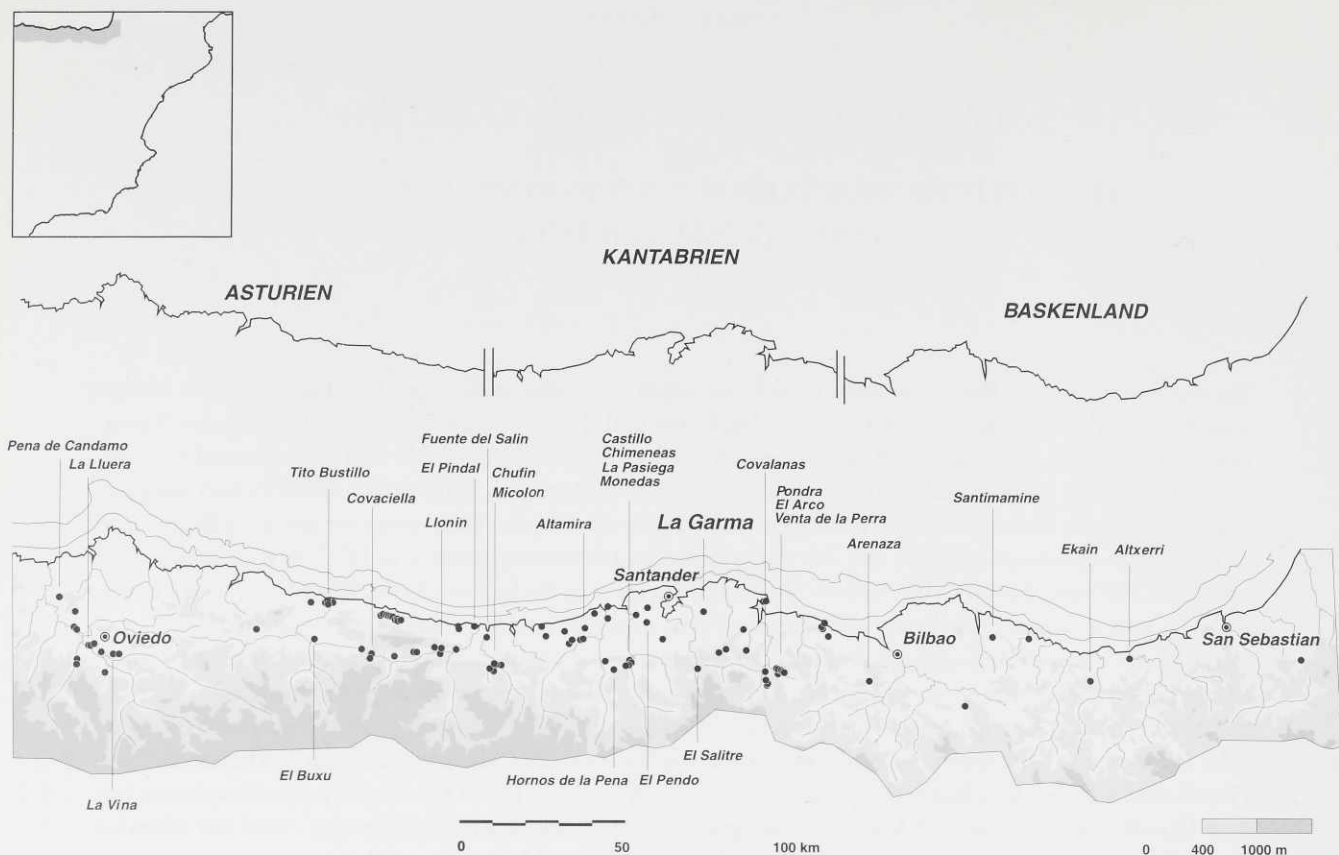 KANTABRIEN
ASTURIEN
BASKENLAND
Pena de Candamo
La Lluera
Tito Bustillo
Covaciella
Fuente del Salin
El Pindal
Chufin
Micolon
Llonin
Altamira
Castillo
Chimeneas
La Pasiega
Monedas
La Garma
Santander
Covalanas
Pondra
El Arco
Venta de la Perra
Arenaza
Santimamine
Ekain
Altxerri
Oviedo
Bilbao
San Sebastian
La Vina
El Buxu
Hornos de la Pena
El Pendo
El Salitre
0 50 100 km
0 400 1000 m